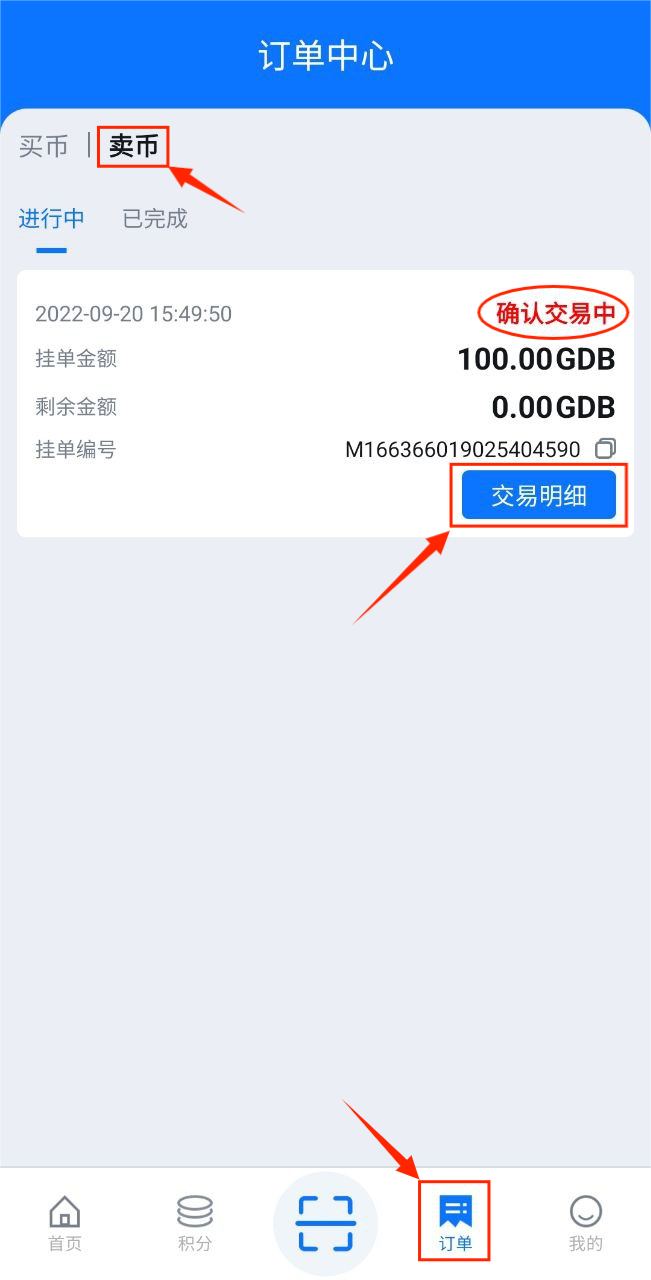 订单中心
买币 | 卖币
进行中 已完成
2022-09-20 15:49:50 确认交易中
挂单金额 100.00GDB
剩余金额 0.00GDB
挂单编号 M166366019025404590
交易明细
首页 积分 订单 我的